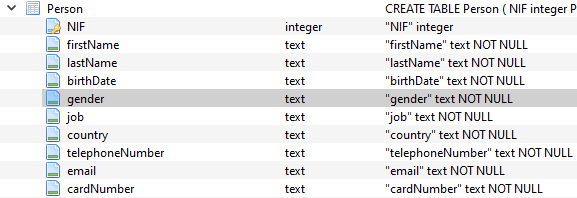 Person CREATE TABLE Person ( NIF integer P
NIF integer "NIF" integer
firstName text "firstName" text NOT NULL
lastName text "lastName" text NOT NULL
birthDate text "birthDate" text NOT NULL
gender text "gender" text NOT NULL
job text "job" text NOT NULL
country text "country" text NOT NULL
telephoneNumber text "telephoneNumber" text NOT NULL
email text "email" text NOT NULL
cardNumber text "cardNumber" text NOT NULL